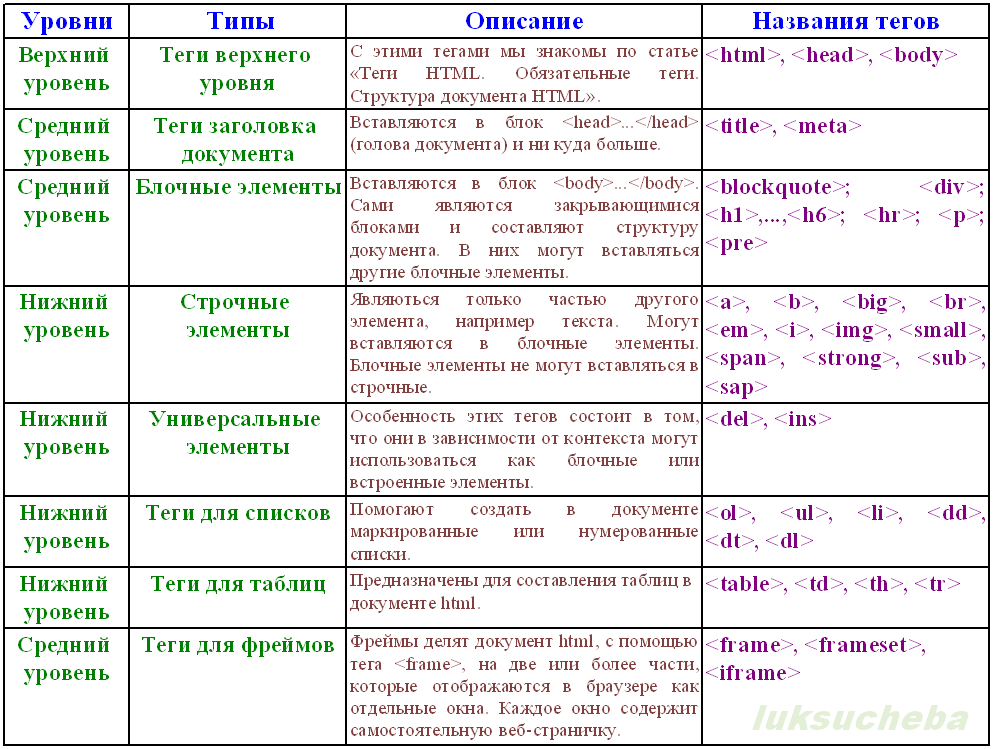 Уровни Типы Описание Названия тегов
Верхний уровень
Теги верхнего уровня
С этими тегами мы знакомы по статье
«Теги HTML. Обязательные теги.
Структура документа HTML».
<html>, <head>, <body>
Средний уровень
Теги заголовка документа
Вставляются в блок <head>...</head>
(голова документа) и ни куда больше.
<title>, <meta>
Средний уровень
Блочные элементы
Вставляются в блок <body>...</body>.
Сами являются закрывающимися
блоками и составляют структуру
документа. В них могут вставляться
другие блочные элементы.
<blockquote>; <div>;
<h1>,...,<h6>; <hr>; <p>;
<pre>
Нижний уровень
Строчные элементы
Являються только частью другого
элемента, например текста. Могут
вставляются в блочные элементы.
Блочные элементы не могут вставляться в
строчные.
<a>, <b>, <big>, <br>,
<em>, <i>, <img>, <small>,
<span>, <strong>, <sub>,
<sap>
Нижний уровень
Универсальные элементы
Особенность этих тегов состоит в том,
что они в зависимости от контекста могут
использоваться как блочные или
встроенные элементы.
<del>, <ins>
Нижний уровень
Теги для списков
Помогают создать в документе
маркированные или нумерованные
списки.
<ol>, <ul>, <li>, <dd>,
<dt>, <dl>
Нижний уровень
Теги для таблиц
Предназначены для составления таблиц в
документе html.
<table>, <td>, <th>, <tr>
Средний уровень
Теги для фреймов
Фреймы делят документ html, с помощью
тега <frame>, на две или более части,
которые отображаются в браузере как
отдельные окна. Каждое окно содержит
самостоятельную веб-страничку.
<frame>, <frameset>,
<iframe>
luksucheba